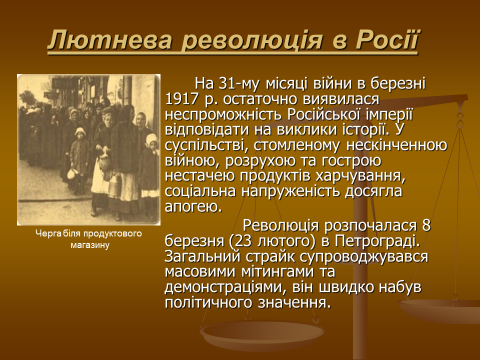 Лютнева революція в Росії
На 31-му місяці війни в березні
1917 р. остаточно виявилася
неспроможність Російської імперії
відповідати на виклики історії. У
суспільстві, стомленому нескінченною
війною, розрухою та гострою
нестачею продуктів харчування,
соціальна напруженість досягла
апогею.
Революція розпочалася 8
березня (23 лютого) в Петрограді.
Загальний страйк супроводжувався
масовими мітингами та
демонстраціями, він швидко набув
політичного значення.
Черга біля продуктового
магазину